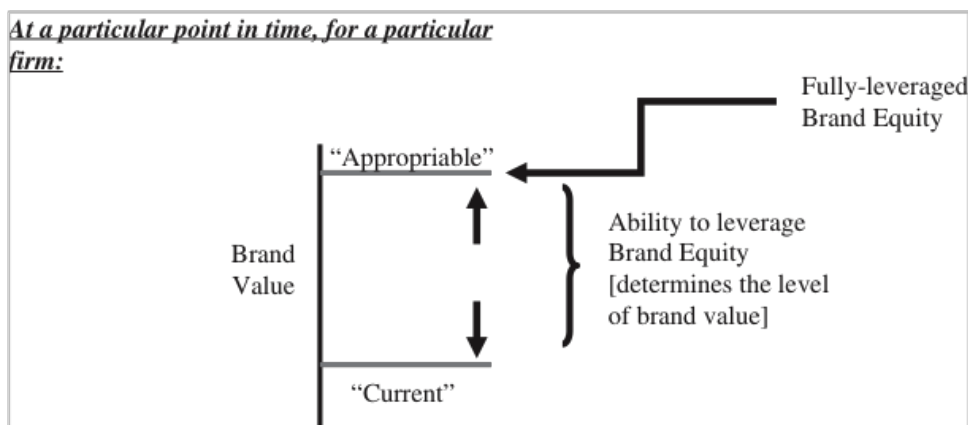 At a particular point in time, for a particular
firm:
Fully-leveraged
Brand Equity
“Appropriable”
Ability to leverage
Brand Equity
[determines the level
of brand value]
Brand
Value
“Current”